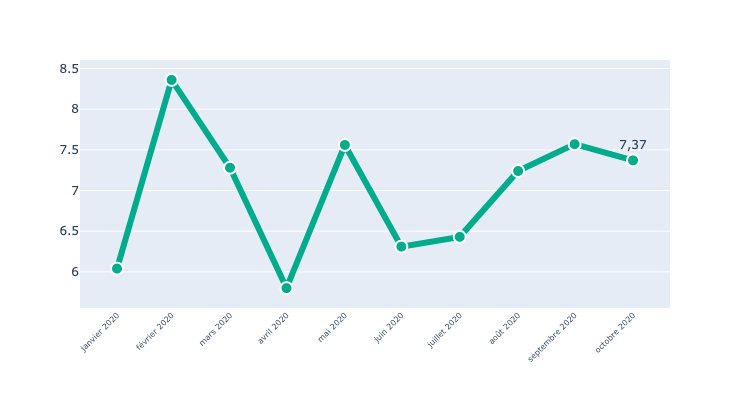 8.5
8
7.5
7
6.5
6
7,37
janvier 2020
février 2020
mars 2020
avril 2020
mai 2020
juin 2020
juillet 2020
août 2020
septembre 2020
octobre 2020